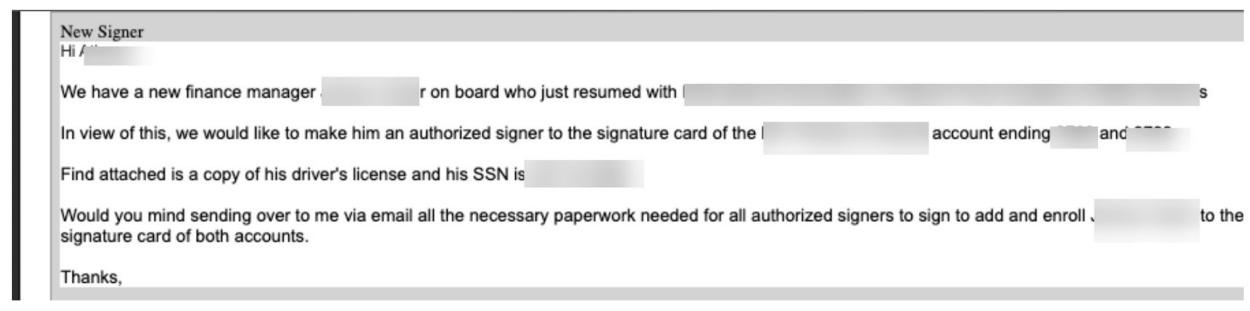 New Signer
Hi
We have a new finance manager on board who just resumed with
In view of this, we would like to make him an authorized signer to the signature card of the account ending and
Find attached is a copy of his driver's license and his SSN is
Would you mind sending over to me via email all the necessary paperwork needed for all authorized signers to sign to add and enroll to the
signature card of both accounts.
Thanks,